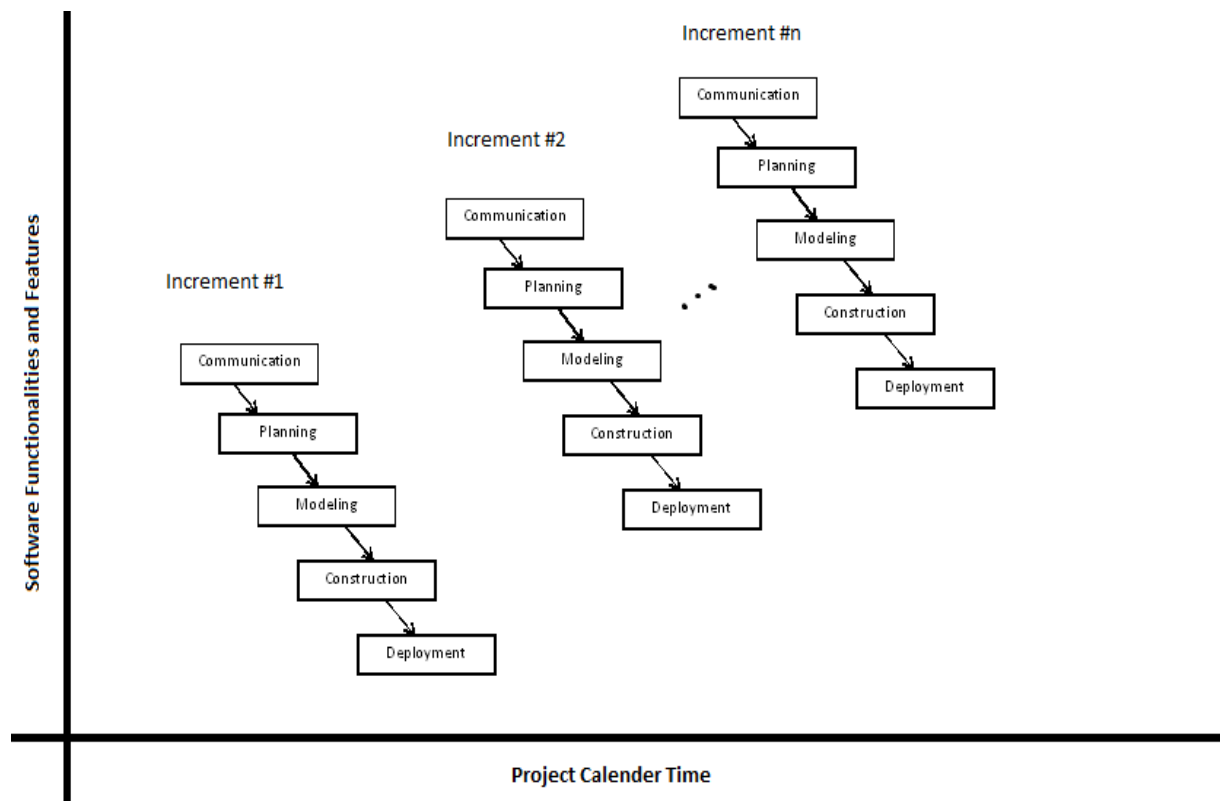 Increment #n
Communication
Planning
Modeling
Construction
Deployment
Increment #2
Communication
Planning
Modeling
Construction
Deployment
Increment #1
Communication
Planning
Modeling
Construction
Deployment
Software Functionalities and Features
Project Calender Time